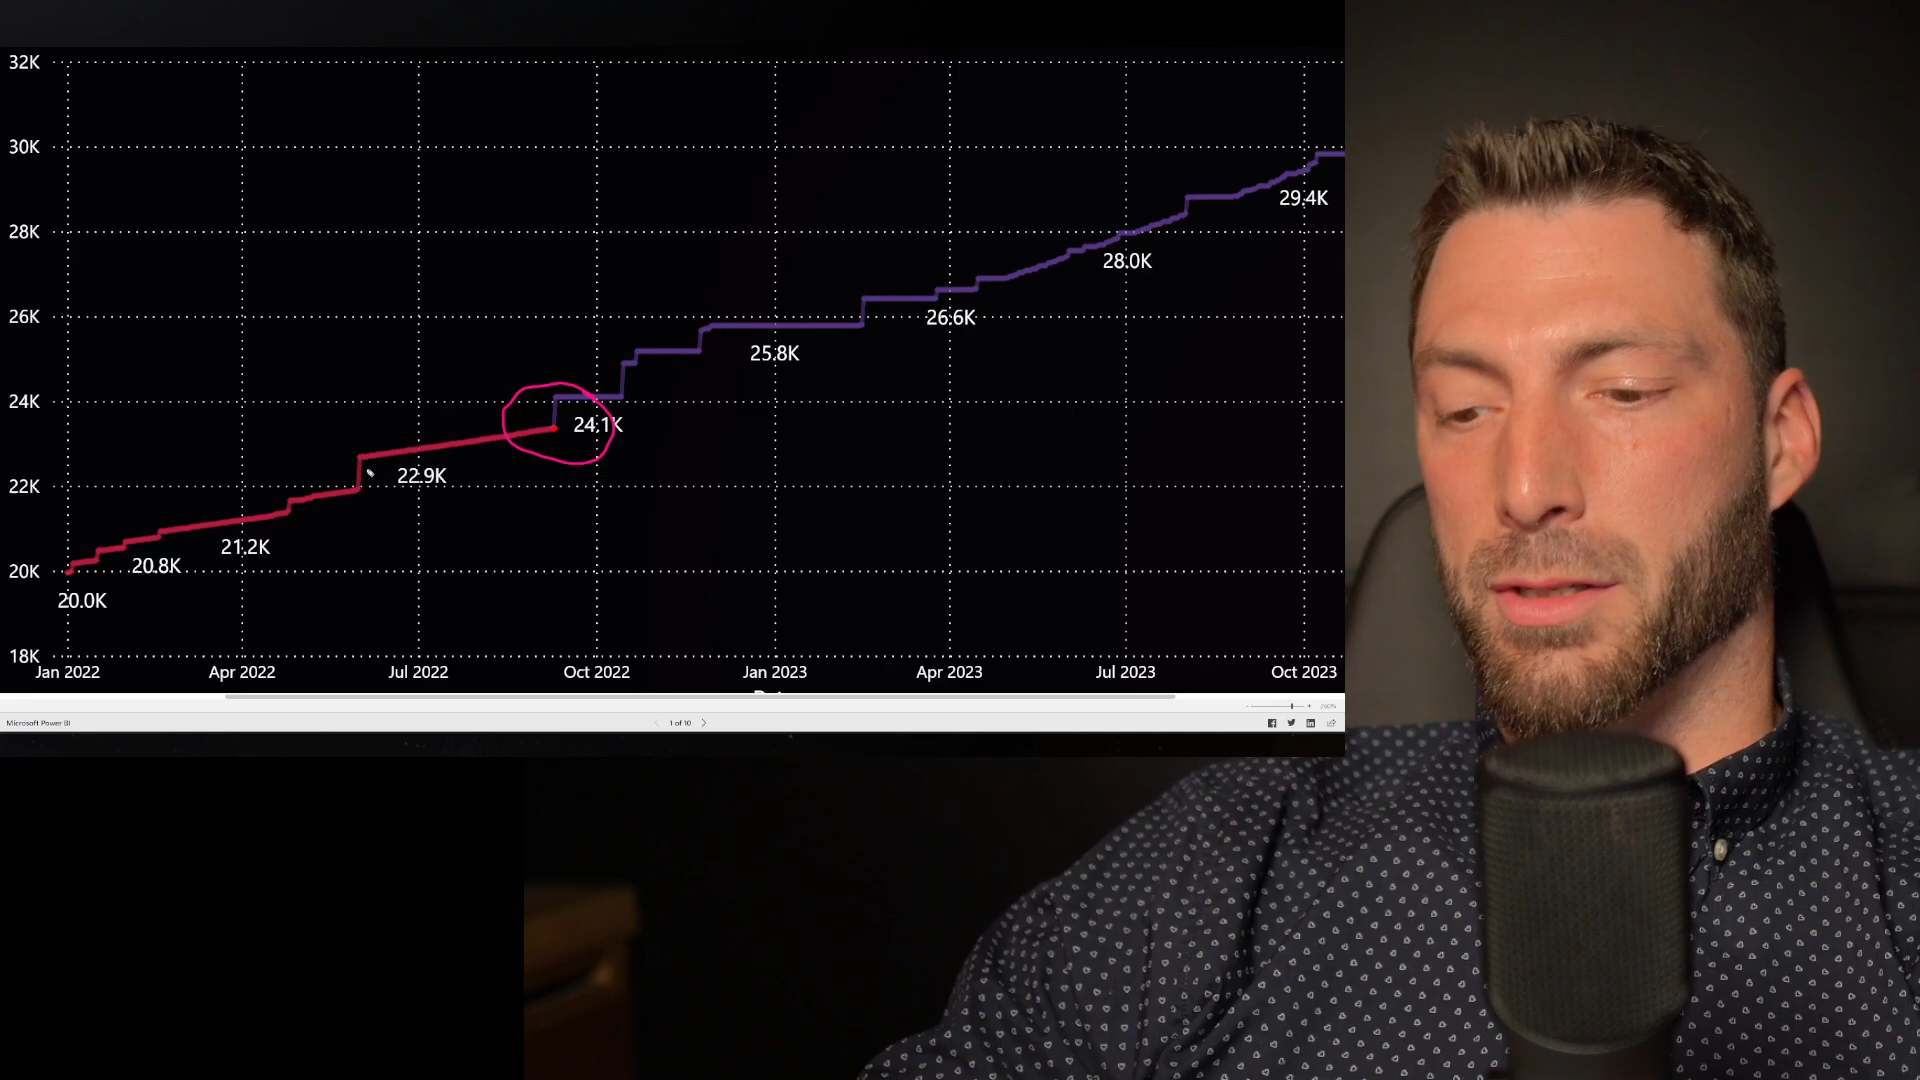 32K
30K
28K
26K
24K
22K
20K
18K
20.0K
20.8K
21.2K
22.9K
24.1K
25.8K
26.6K
28.0K
29.4K
Jan 2022 Apr 2022 Jul 2022 Oct 2022 Jan 2023 Apr 2023 Jul 2023 Oct 2023
- + 260%
Microsoft Power BI 1 of 10